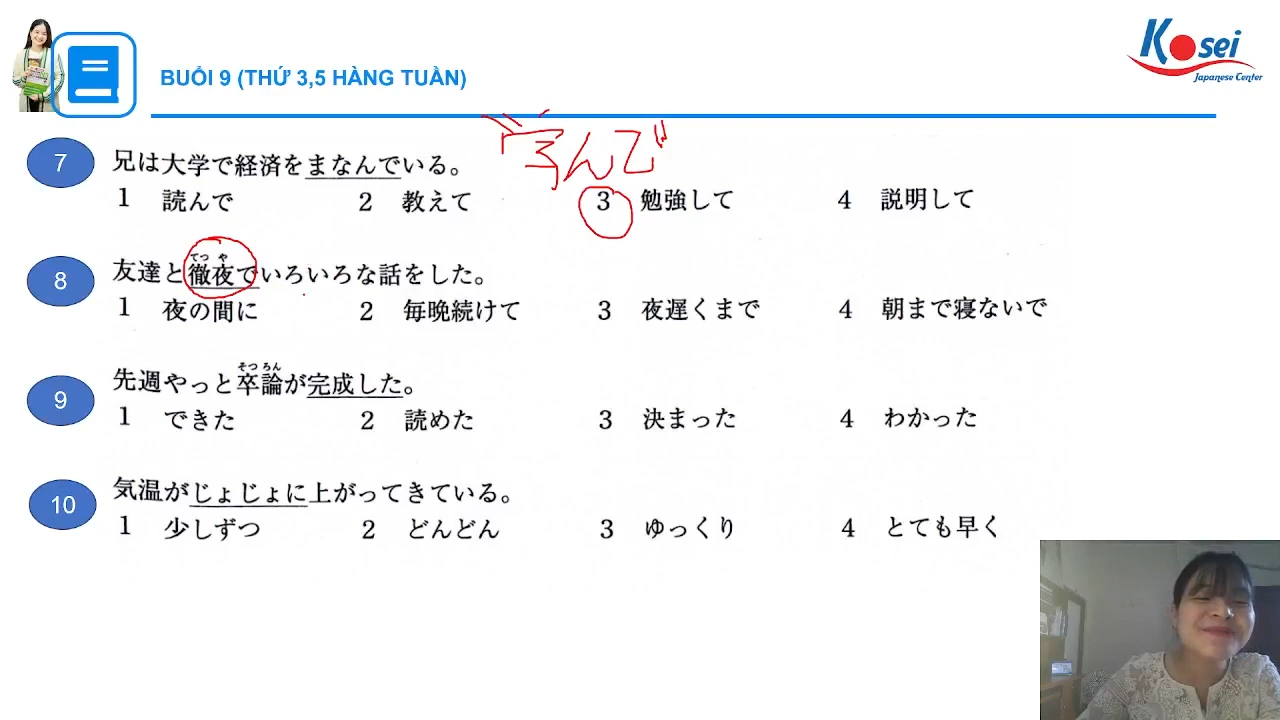 Kosei
Japanese Center
BUỔI 9 (THỨ 3,5 HÀNG TUẦN)
学んで
7 兄は大学で経済をまなんでいる。
1 読んで 2 教えて 3 勉強して 4 説明して
てつ や
8 友達と徹夜でいろいろな話をした。
1 夜の間に 2 毎晩続けて 3 夜遅くまで 4 朝まで寝ないで
そつ ろん
9 先週やっと卒論が完成した。
1 できた 2 読めた 3 決まった 4 わかった
10 気温がじょじょに上がってきている。
1 少しずつ 2 どんどん 3 ゆっくり 4 とても早く